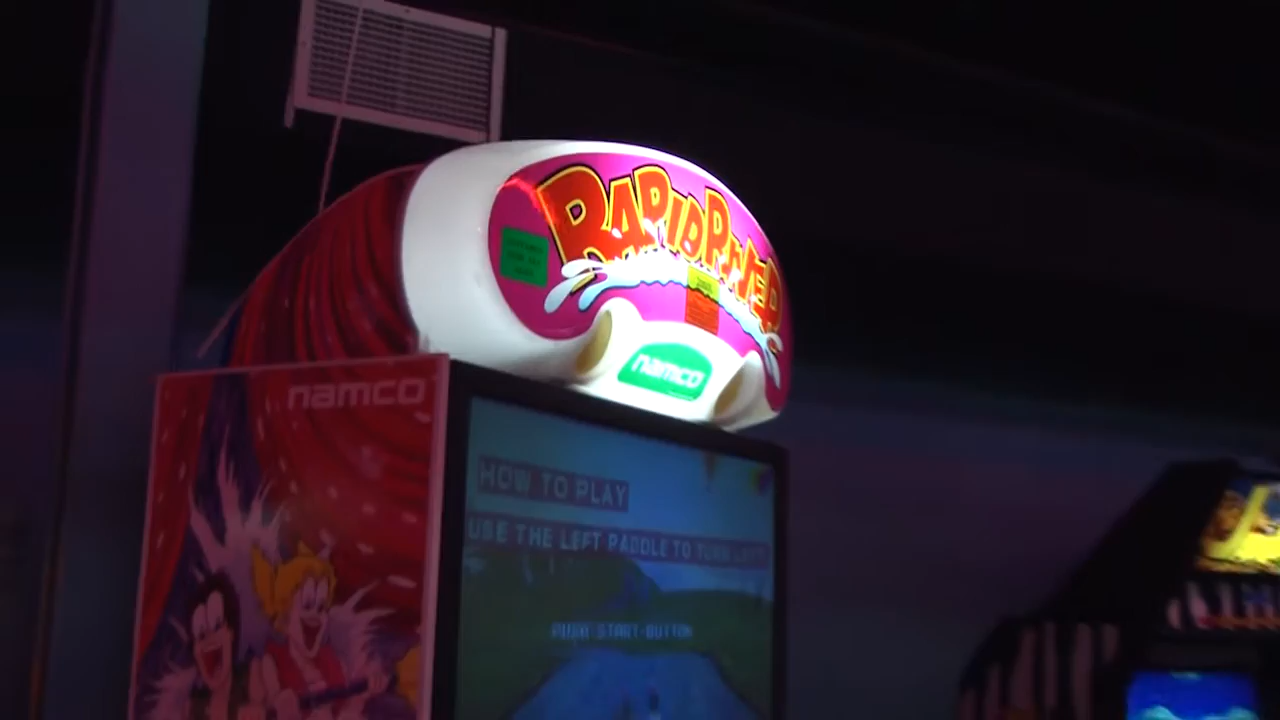 RAPID RIVER
namco
namco
HOW TO PLAY
USE THE LEFT PADDLE TO TURN LEFT
PUSH START BUTTON